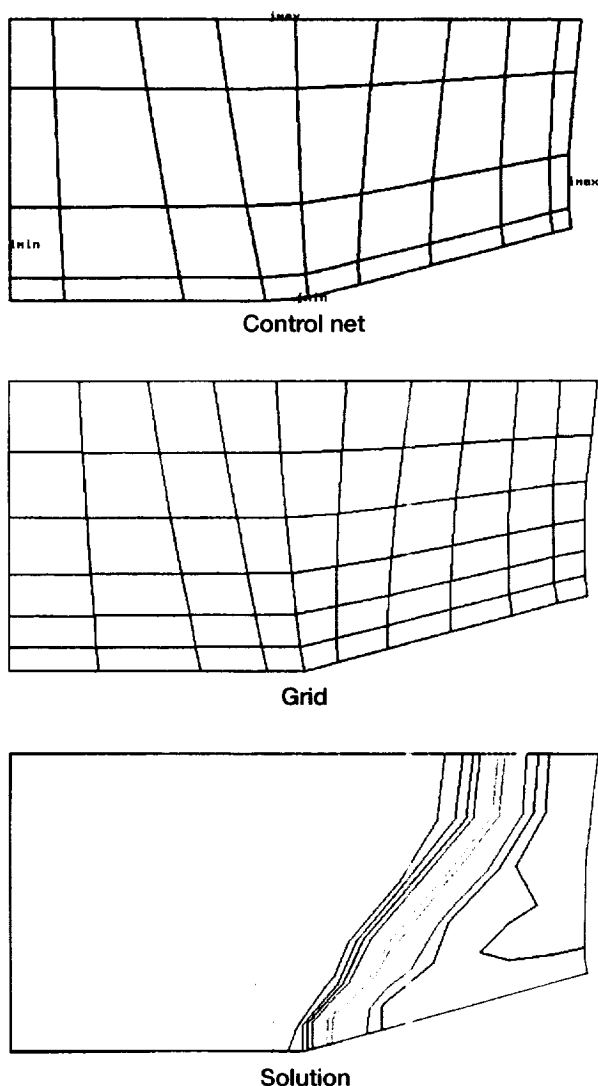 jmax
imax
imin
jmin
Control net
Grid
Solution